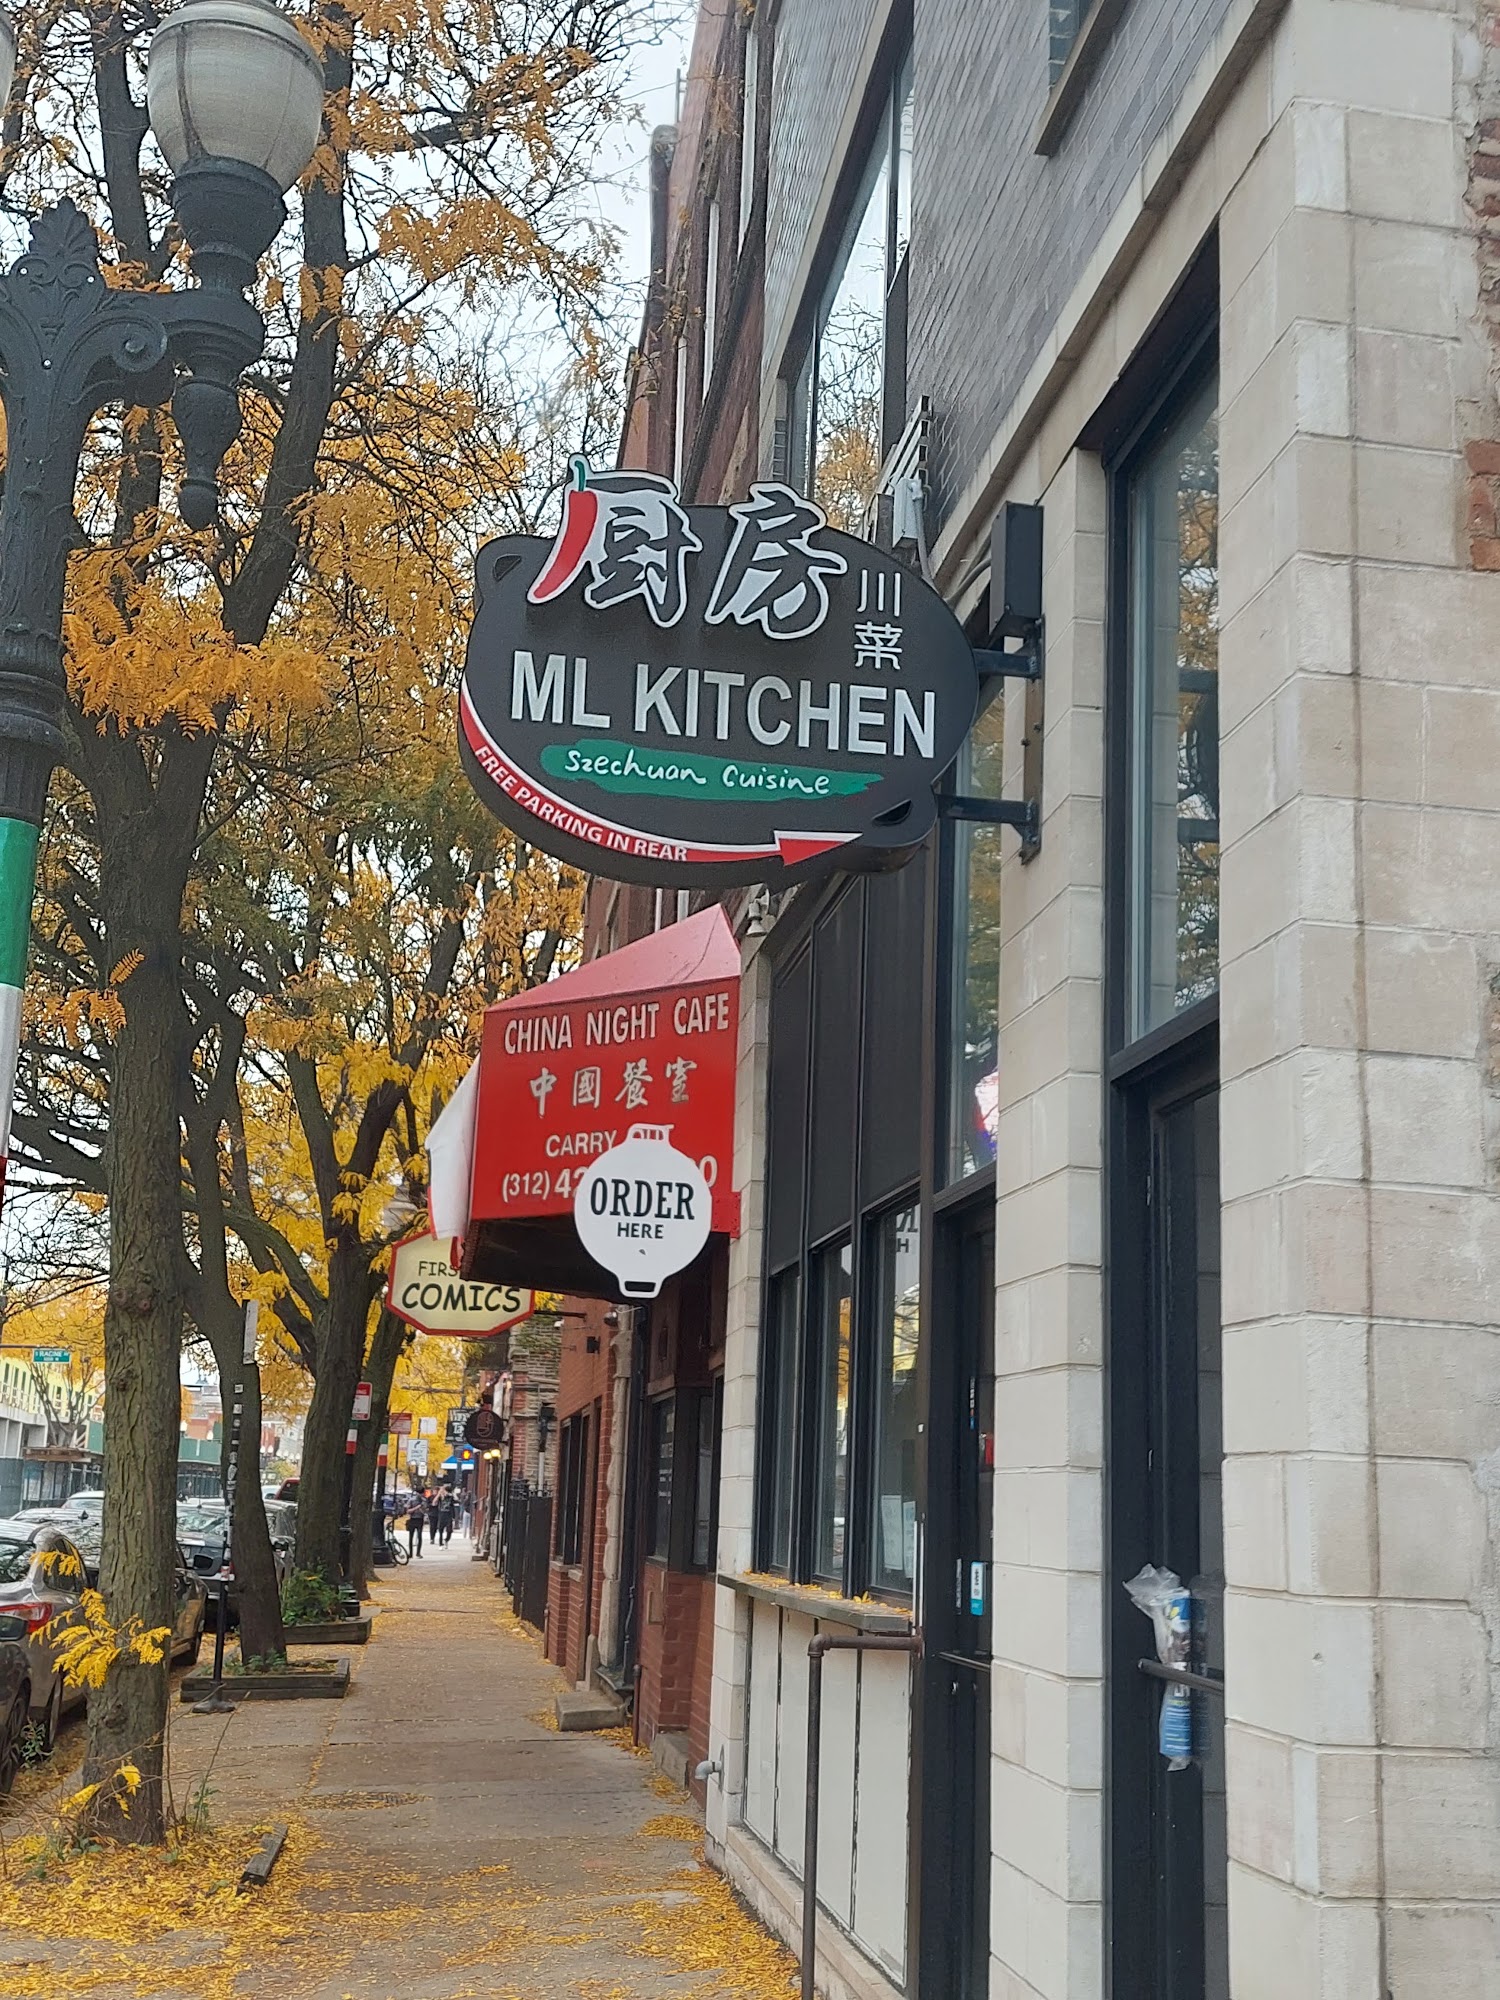 厨房
川菜
ML KITCHEN
Szechuan Cuisine
FREE PARKING IN REAR
CHINA NIGHT CAFE
中國餐室
CARRY
(312)
ORDER
HERE
COMICS